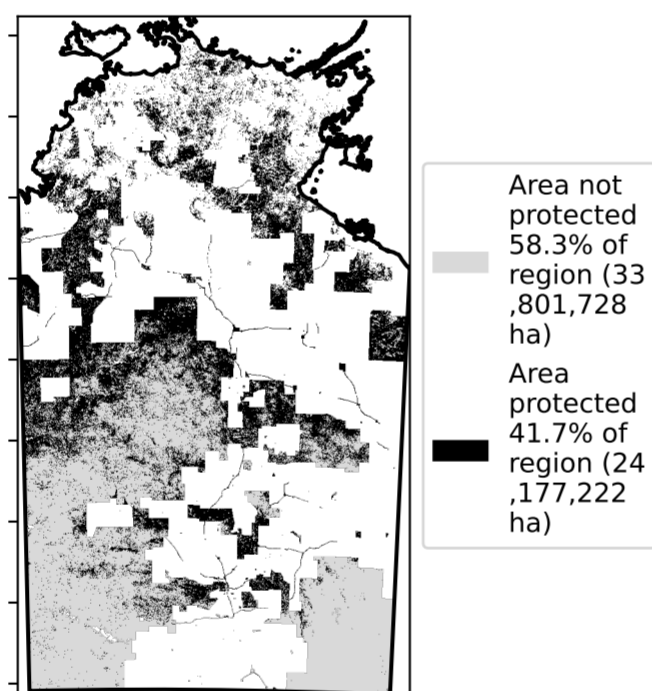 Area not
protected
58.3% of
region (33
,801,728
ha)
Area
protected
41.7% of
region (24
,177,222
ha)